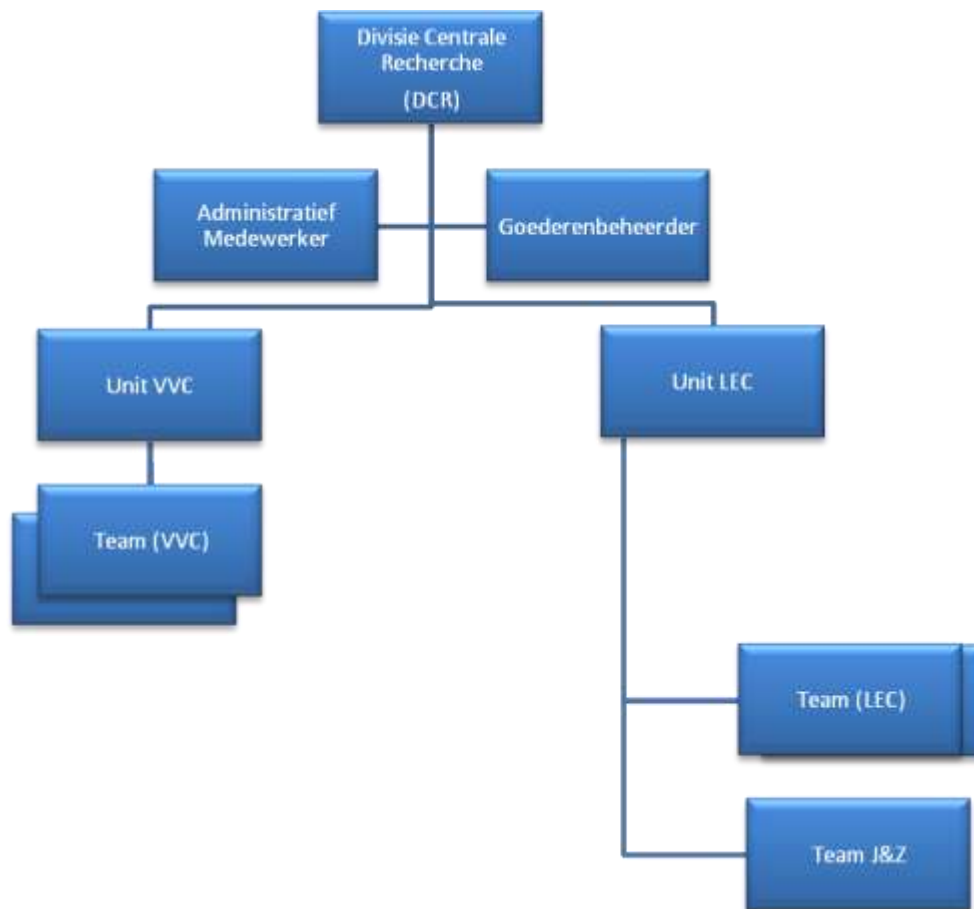 Divisie Centrale
Recherche
(DCR)
Administratief
Medewerker
Goederenbeheerder
Unit VVC
Unit LEC
Team (VVC)
Team (LEC)
Team J&Z